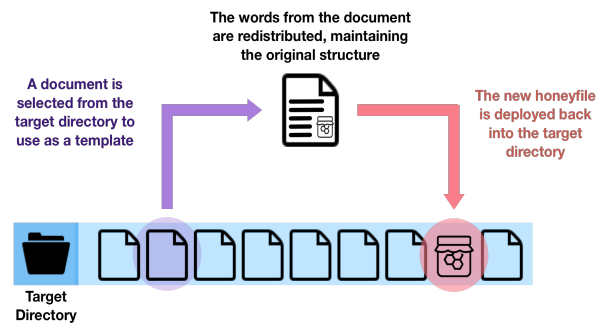 The words from the document
are redistributed, maintaining
the original structure
A document is
selected from the
target directory to
use as a template
The new honeyfile
is deployed back
into the target
directory
Target
Directory